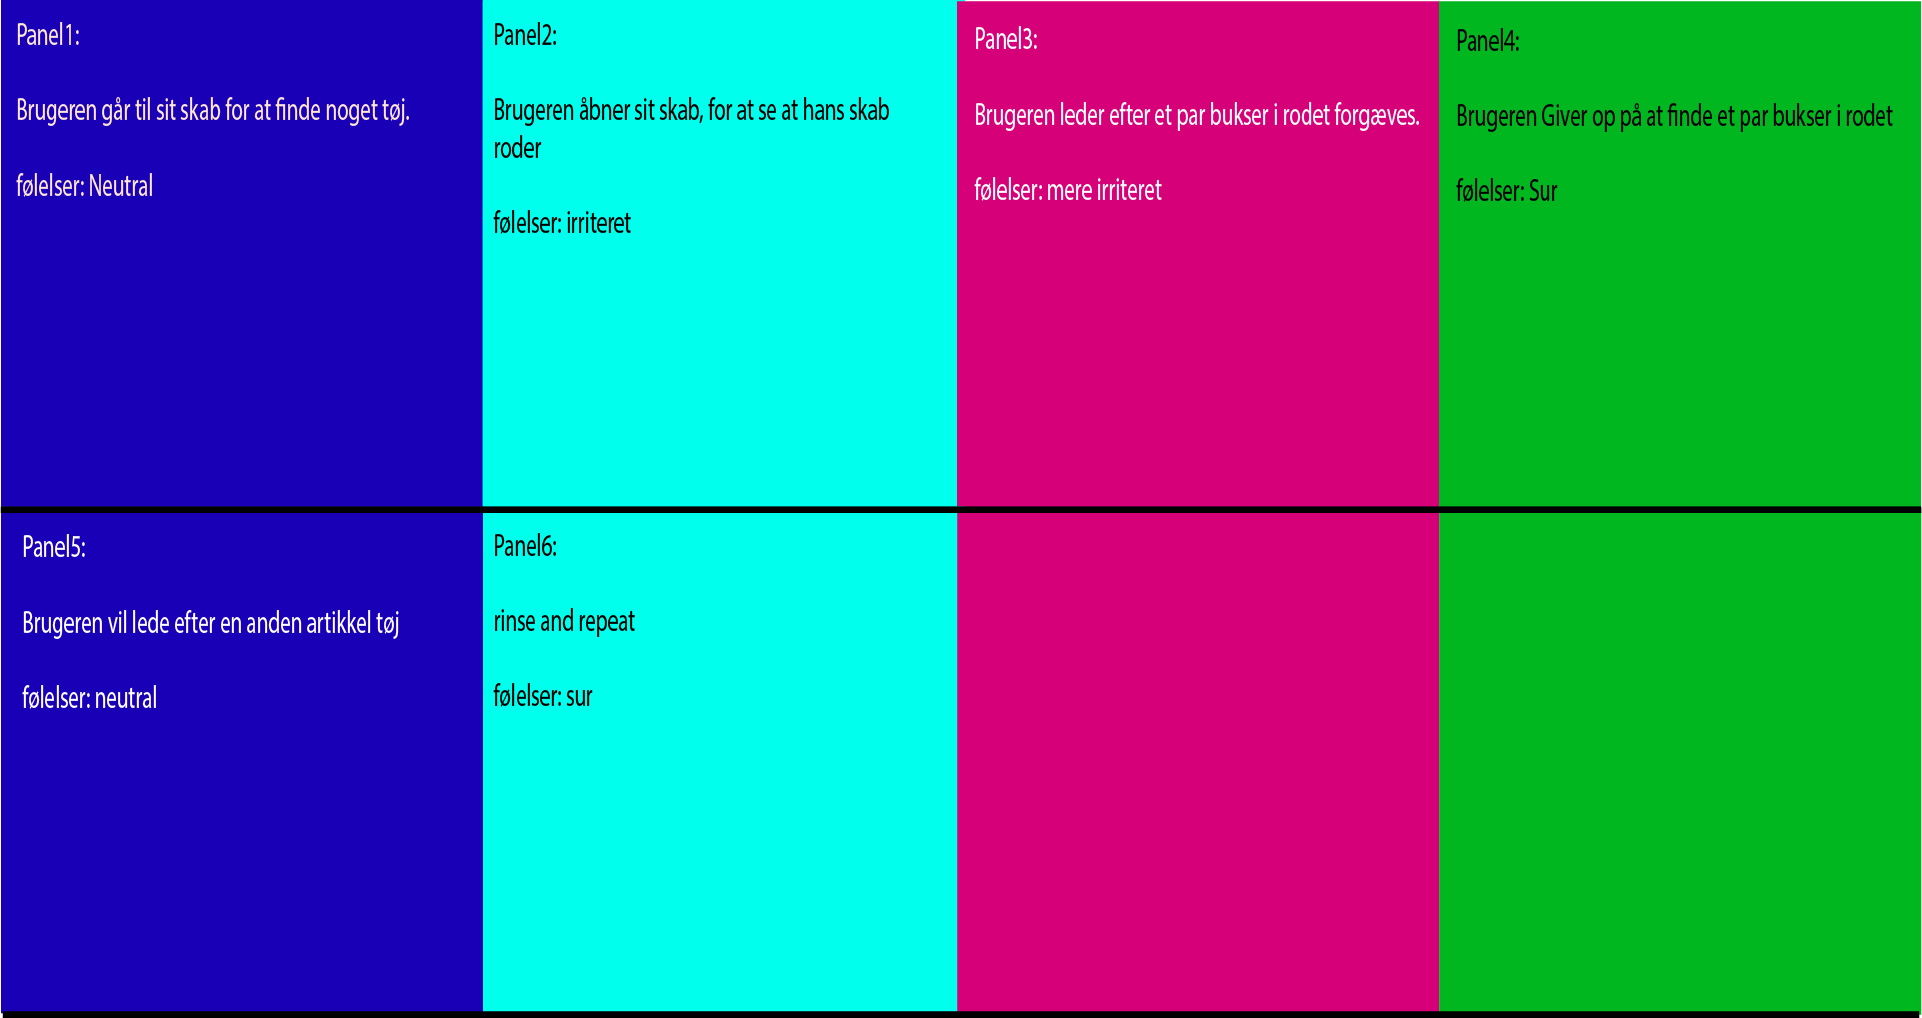 Panel1:
Brugeren går til sit skab for at finde noget tøj.
følelser: Neutral
Panel2:
Brugeren åbner sit skab, for at se at hans skab
roder
følelser: irriteret
Panel3:
Brugeren leder efter et par bukser i rodet forgæves.
følelser: mere irriteret
Panel4:
Brugeren Giver op på at finde et par bukser i rodet
følelser: Sur
Panel5:
Brugeren vil lede efter en anden artikkel tøj
følelser: neutral
Panel6:
rinse and repeat
følelser: sur